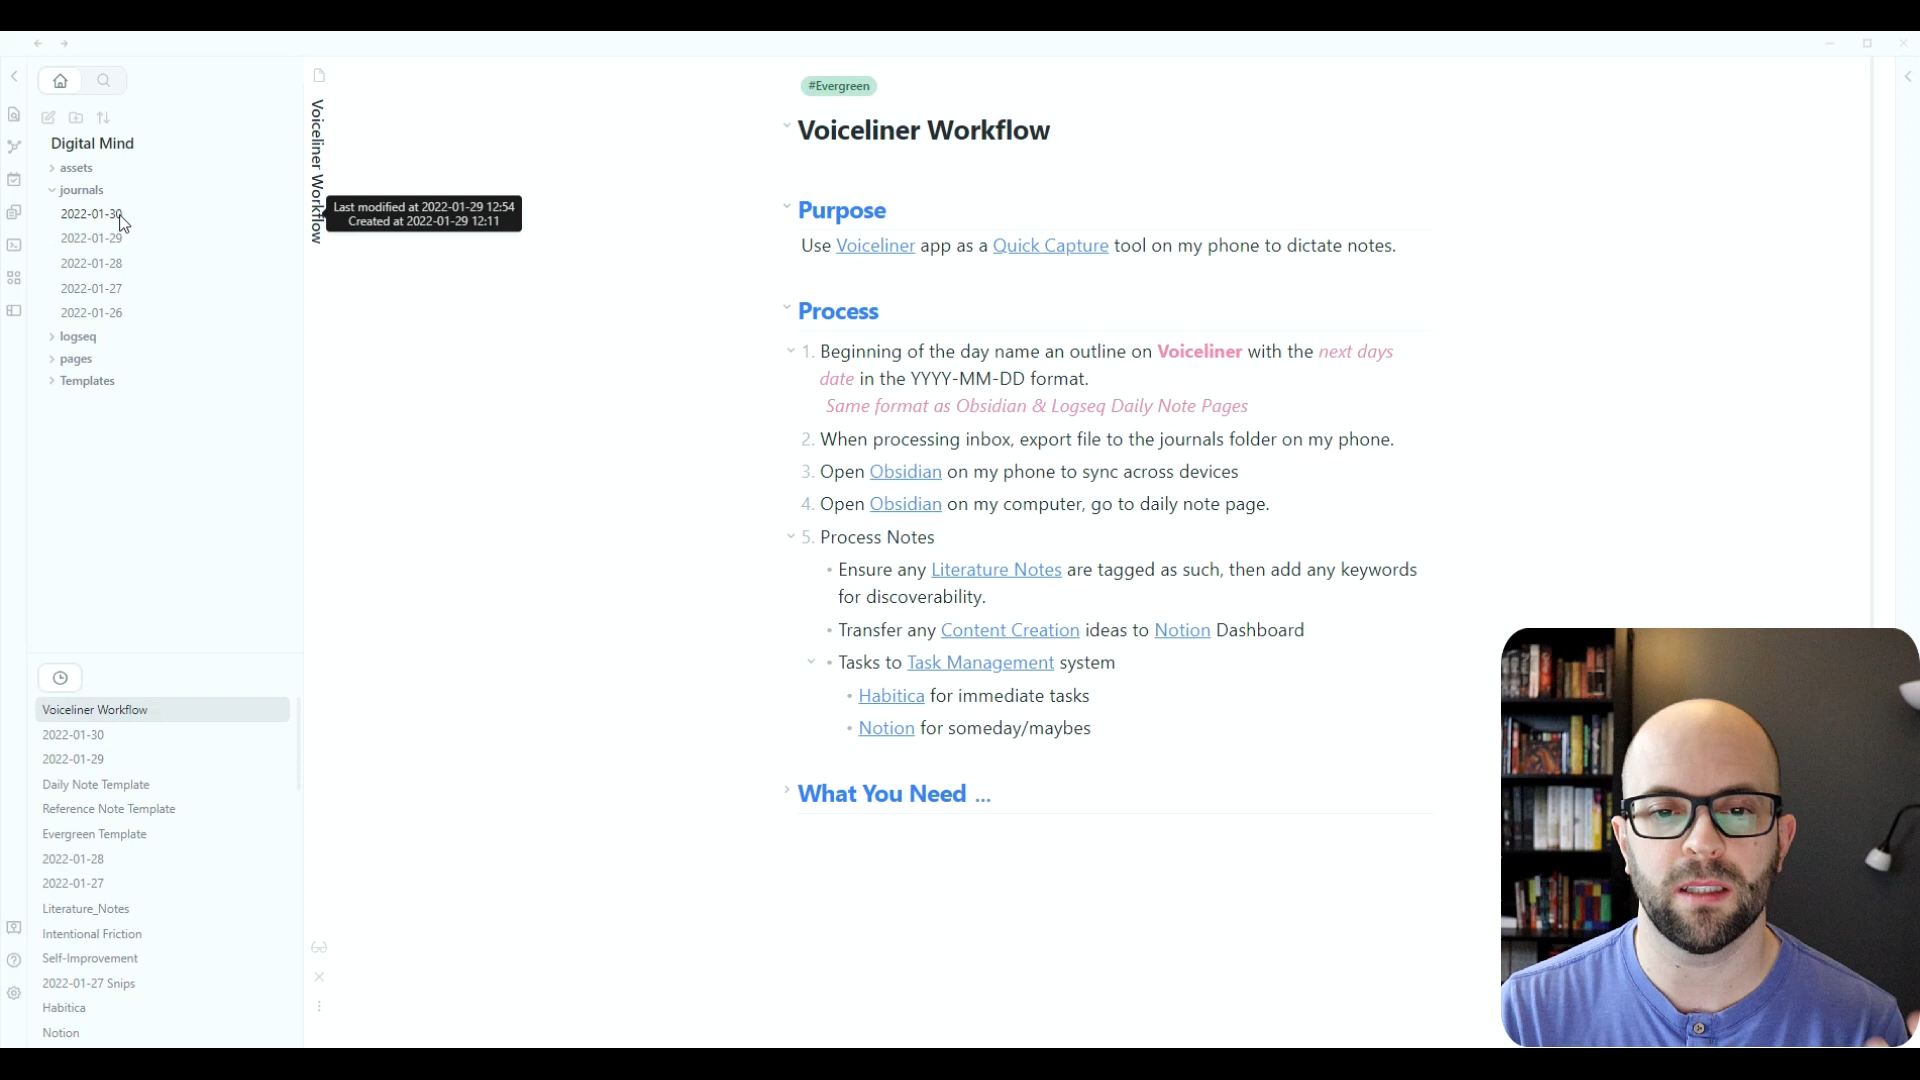 Digital Mind
assets
journals
2022-01-30
2022-01-29
2022-01-28
2022-01-27
2022-01-26
logseq
pages
Templates
Voiceliner Workflow
2022-01-30
2022-01-29
Daily Note Template
Reference Note Template
Evergreen Template
2022-01-28
2022-01-27
Literature_Notes
Intentional Friction
Self-Improvement
2022-01-27 Snips
Habitica
Notion
Voiceliner Workflow
Last modified at 2022-01-29 12:54
Created at 2022-01-29 12:11
#Evergreen
Voiceliner Workflow
Purpose
Use Voiceliner app as a Quick Capture tool on my phone to dictate notes.
Process
1. Beginning of the day name an outline on Voiceliner with the next days
date in the YYYY-MM-DD format.
Same format as Obsidian & Logseq Daily Note Pages
2. When processing inbox, export file to the journals folder on my phone.
3. Open Obsidian on my phone to sync across devices
4. Open Obsidian on my computer, go to daily note page.
5. Process Notes
• Ensure any Literature Notes are tagged as such, then add any keywords
for discoverability.
• Transfer any Content Creation ideas to Notion Dashboard
• Tasks to Task Management system
• Habitica for immediate tasks
• Notion for someday/maybes
What You Need ...